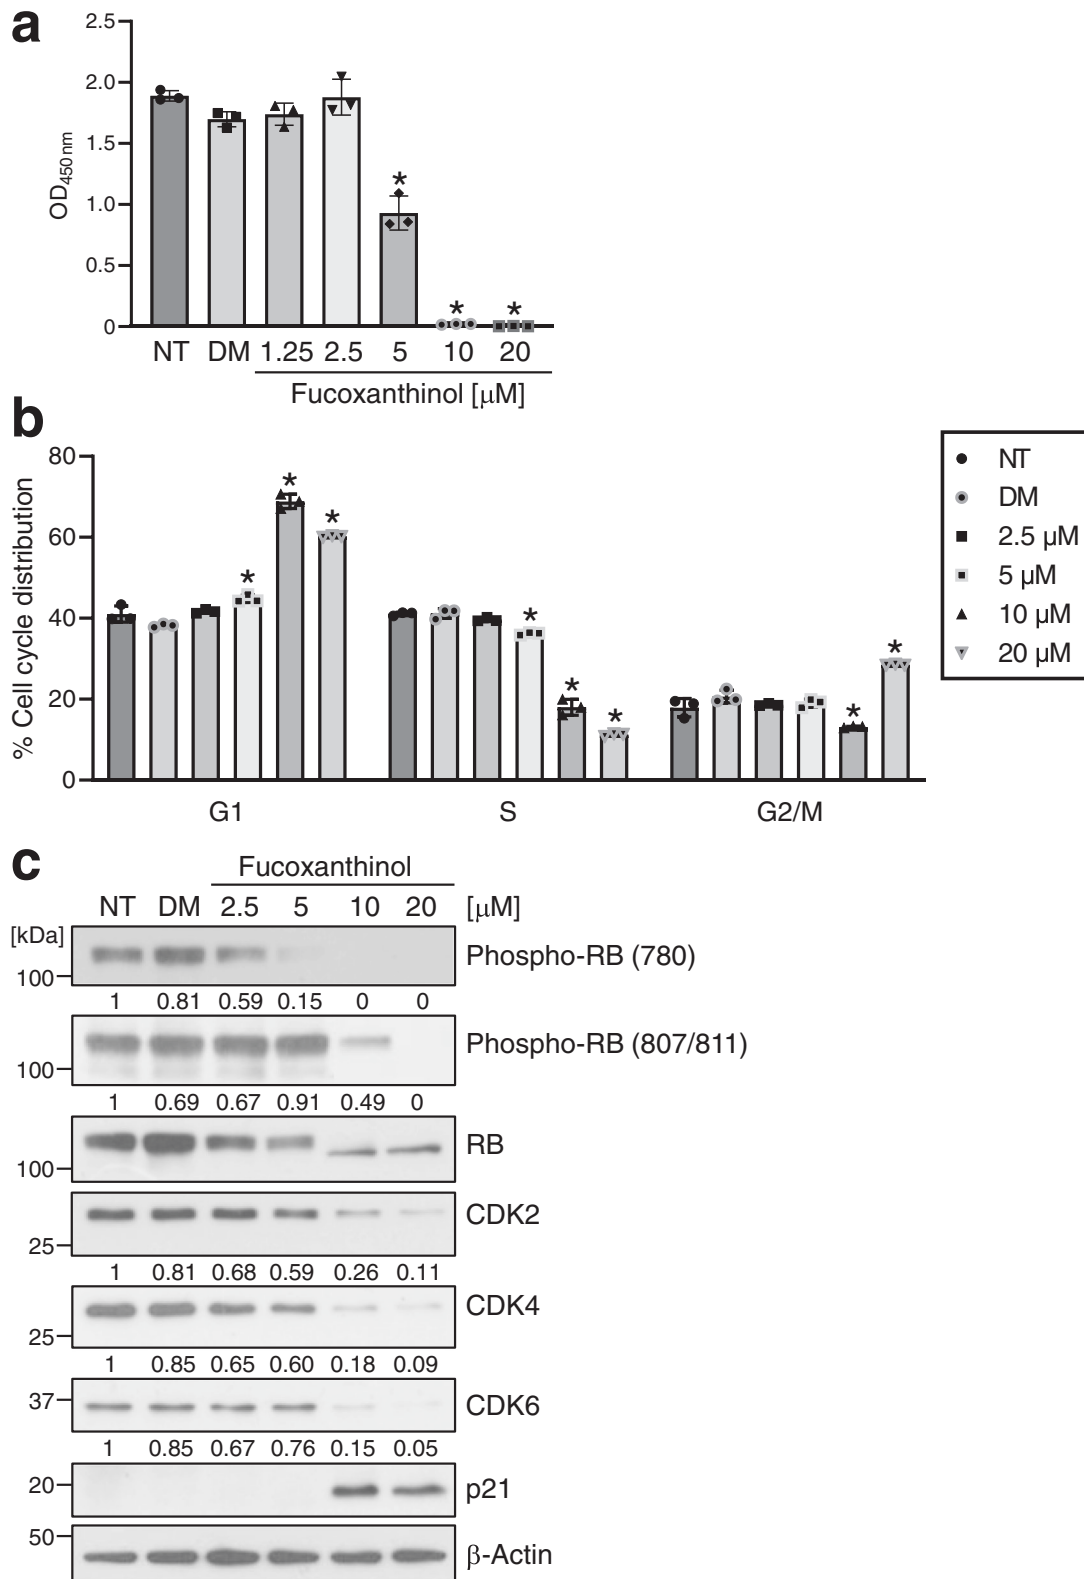 a
2.5
2.0
1.5
1.0
0.5
0
OD450 nm
* * *
NT DM 1.25 2.5 5 10 20
Fucoxanthinol [μM]
b
80
60
40
20
0
% Cell cycle distribution
* * * * * * * *
G1 S G2/M
NT
DM
2.5 μM
5 μM
10 μM
20 μM
c
Fucoxanthinol
NT DM 2.5 5 10 20 [μM]
[kDa]
100 Phospho-RB (780)
1 0.81 0.59 0.15 0 0
100 Phospho-RB (807/811)
1 0.69 0.67 0.91 0.49 0
100 RB
25 CDK2
1 0.81 0.68 0.59 0.26 0.11
25 CDK4
1 0.85 0.65 0.60 0.18 0.09
37 CDK6
1 0.85 0.67 0.76 0.15 0.05
20 p21
50 β-Actin